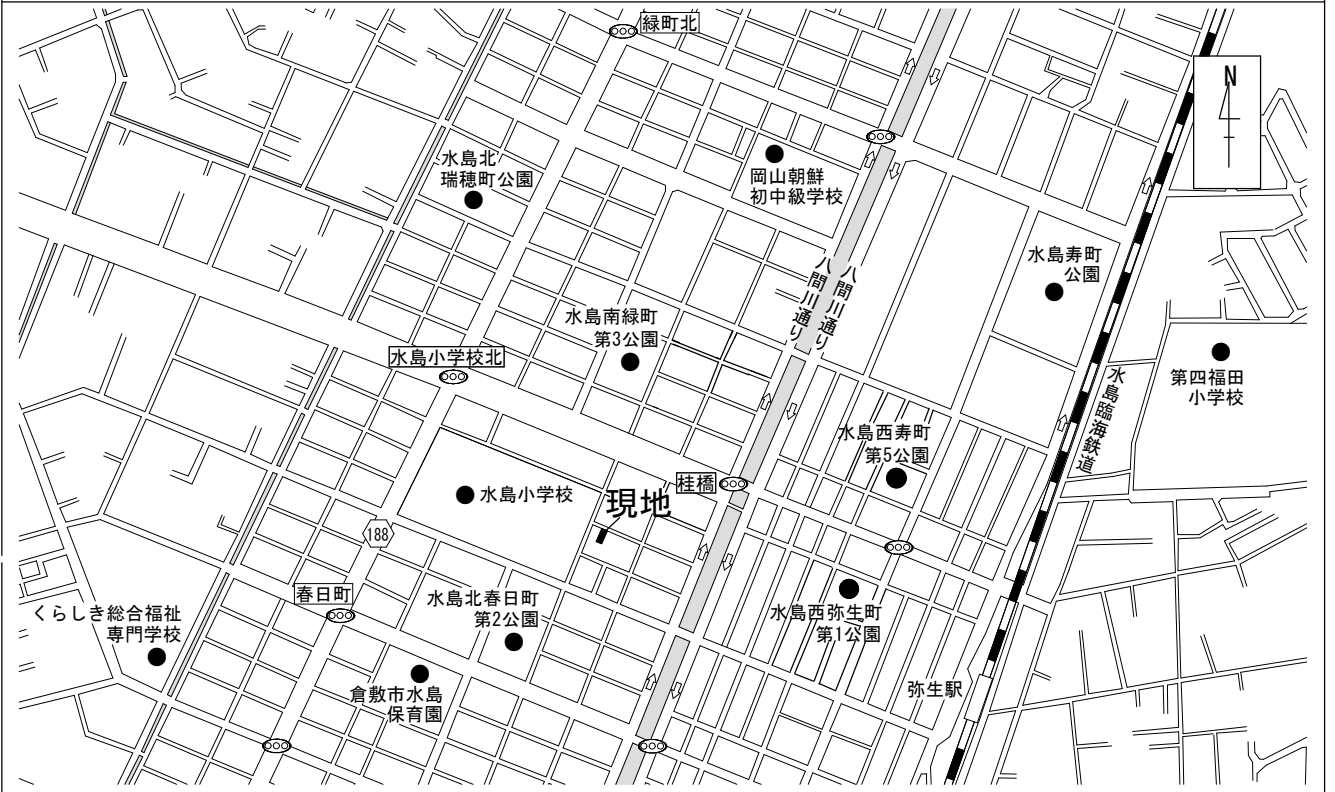 緑町北
N
水島北
瑞穂町公園
岡山朝鮮
初中級学校
八間川通り
八間川通り
水島寿町
公園
水島南緑町
第3公園
水島小学校北
第四福田
小学校
水島臨海鉄道
水島西寿町
第5公園
桂橋
水島小学校
現地
188
春日町
水島北春日町
第2公園
水島西弥生町
第1公園
くらしき総合福祉
専門学校
倉敷市水島
保育園
弥生駅